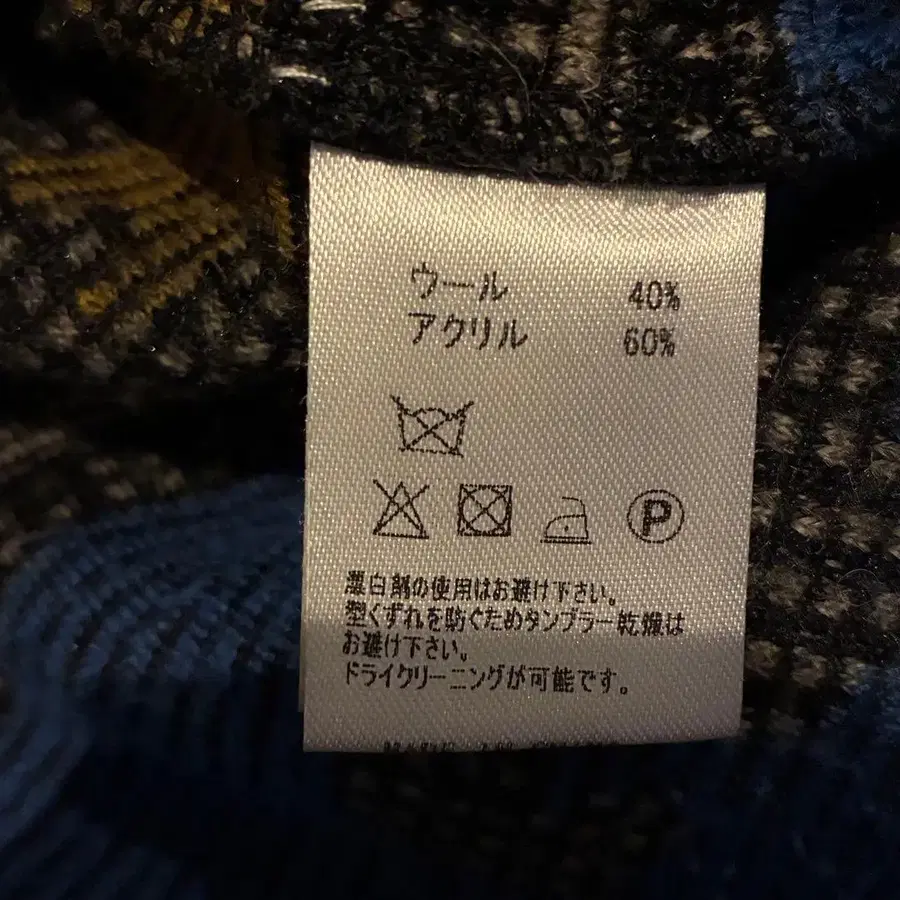 ウール 40%
アクリル 60%
P
漂白剤の使用はお避け下さい。
型くずれを防ぐためタンブラー乾燥は
お避け下さい。
ドライクリーニングが可能です。